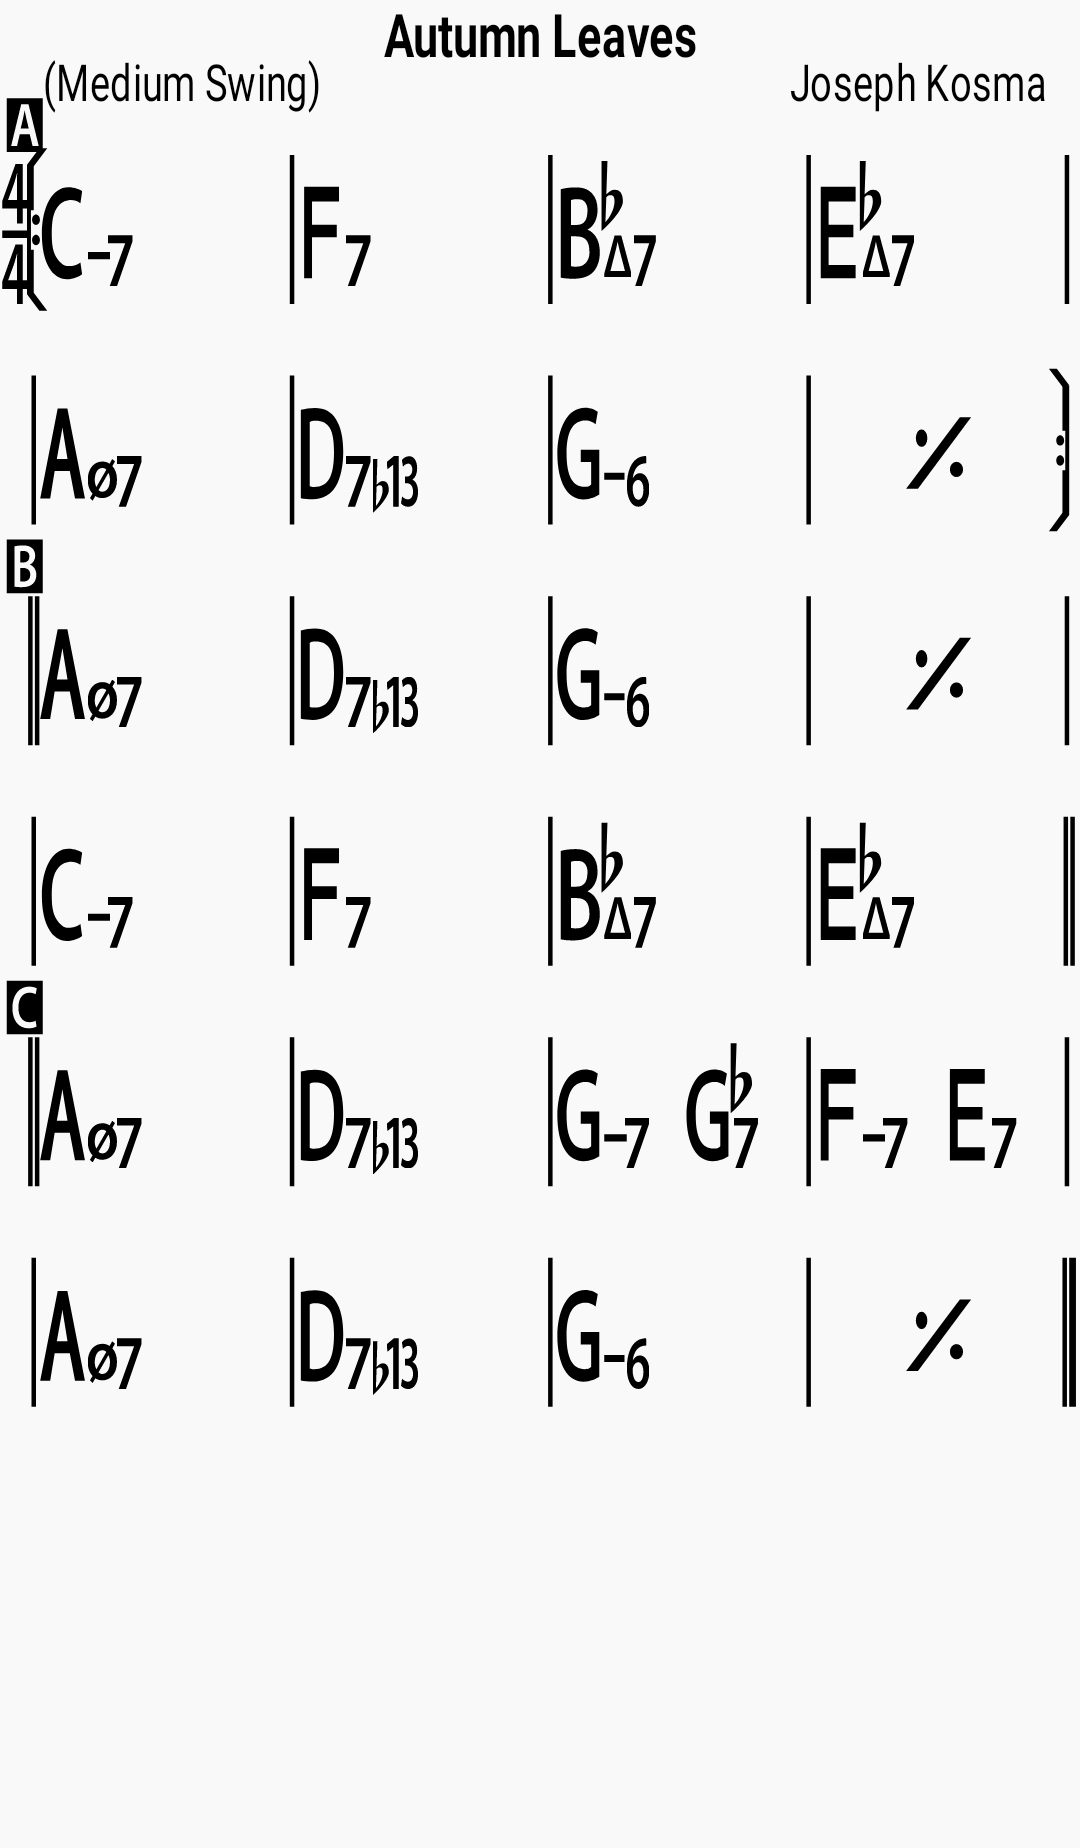 Autumn Leaves
(Medium Swing) Joseph Kosma
A
4/4 𝄆 C–7 | F7 | B♭Δ7 | E♭Δ7 |
| Aø7 | D7♭13 | G–6 | 𝄎 𝄇
B
‖ Aø7 | D7♭13 | G–6 | 𝄎 |
| C–7 | F7 | B♭Δ7 | E♭Δ7 ‖
C
‖ Aø7 | D7♭13 | G–7 G♭7 | F–7 E7 |
| Aø7 | D7♭13 | G–6 | 𝄎 𝄂